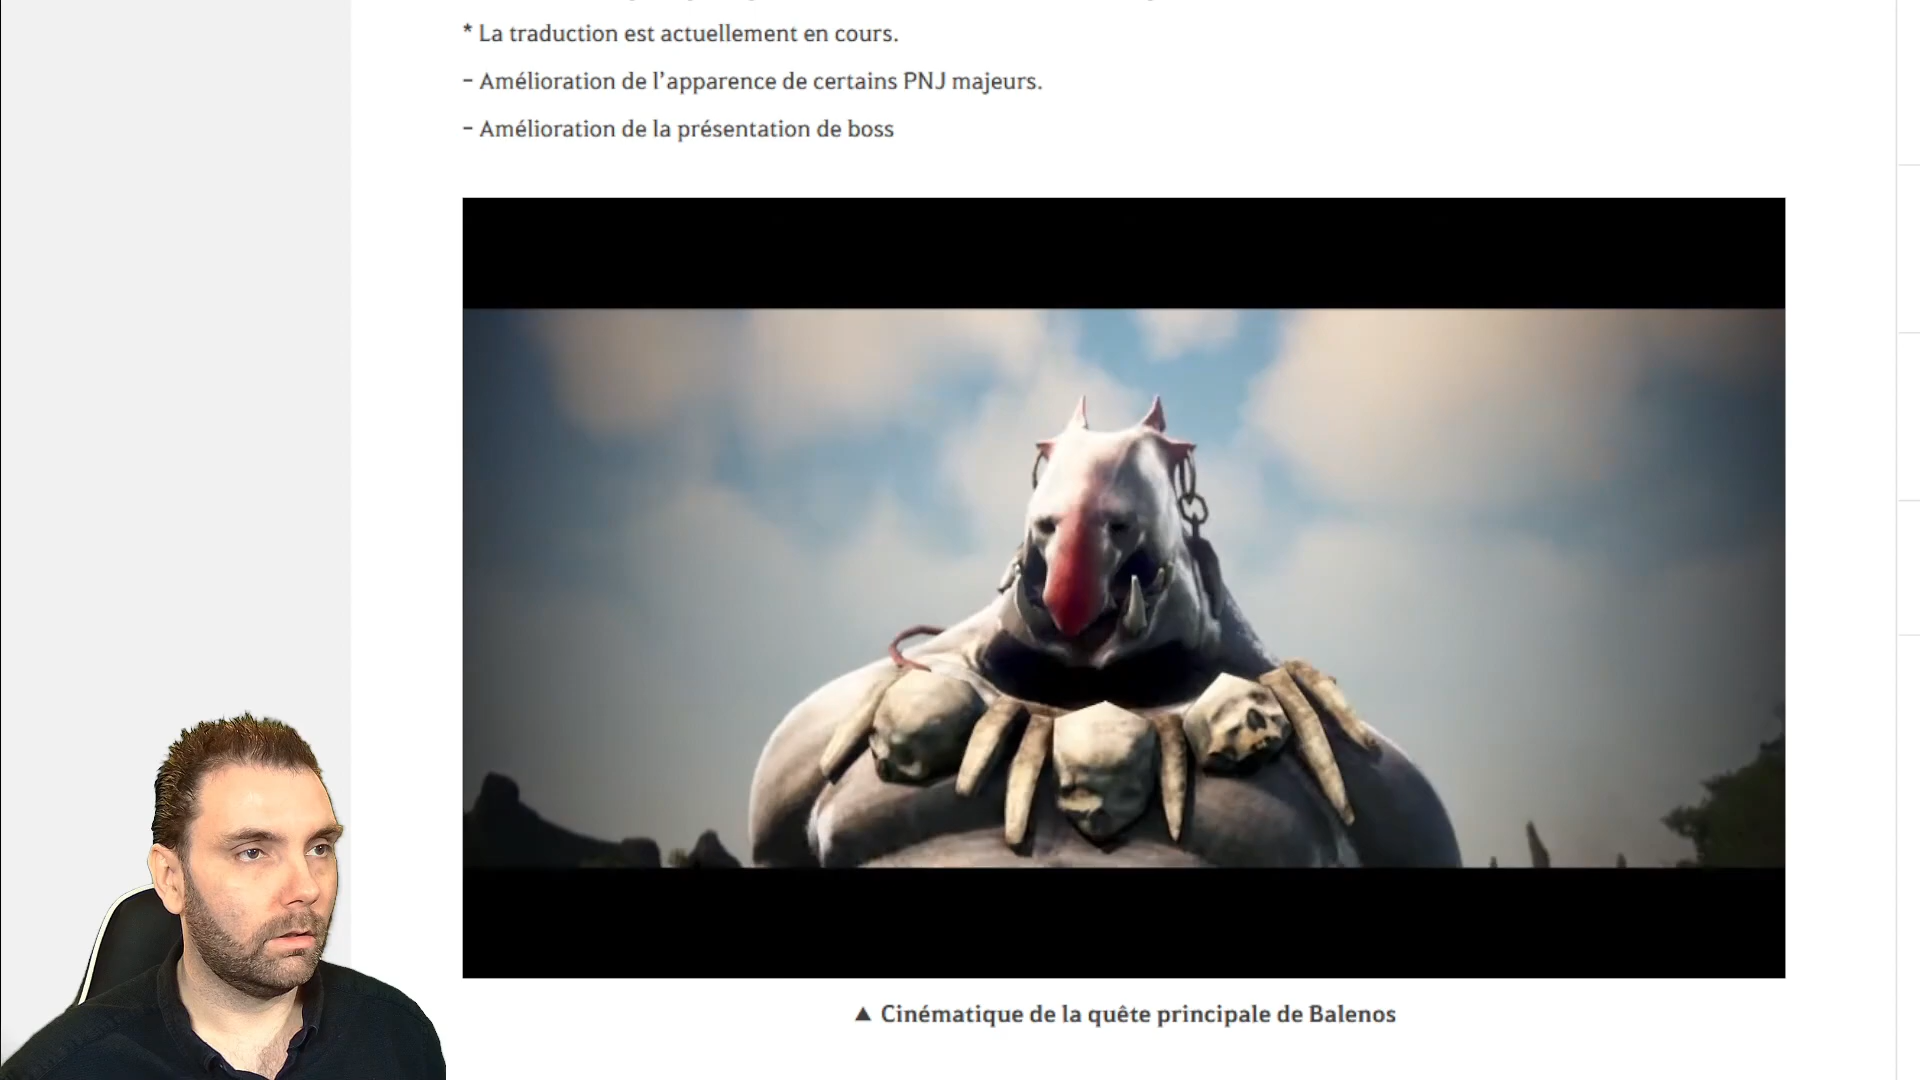 * La traduction est actuellement en cours.
- Amélioration de l’apparence de certains PNJ majeurs.
- Amélioration de la présentation de boss
▲ Cinématique de la quête principale de Balenos